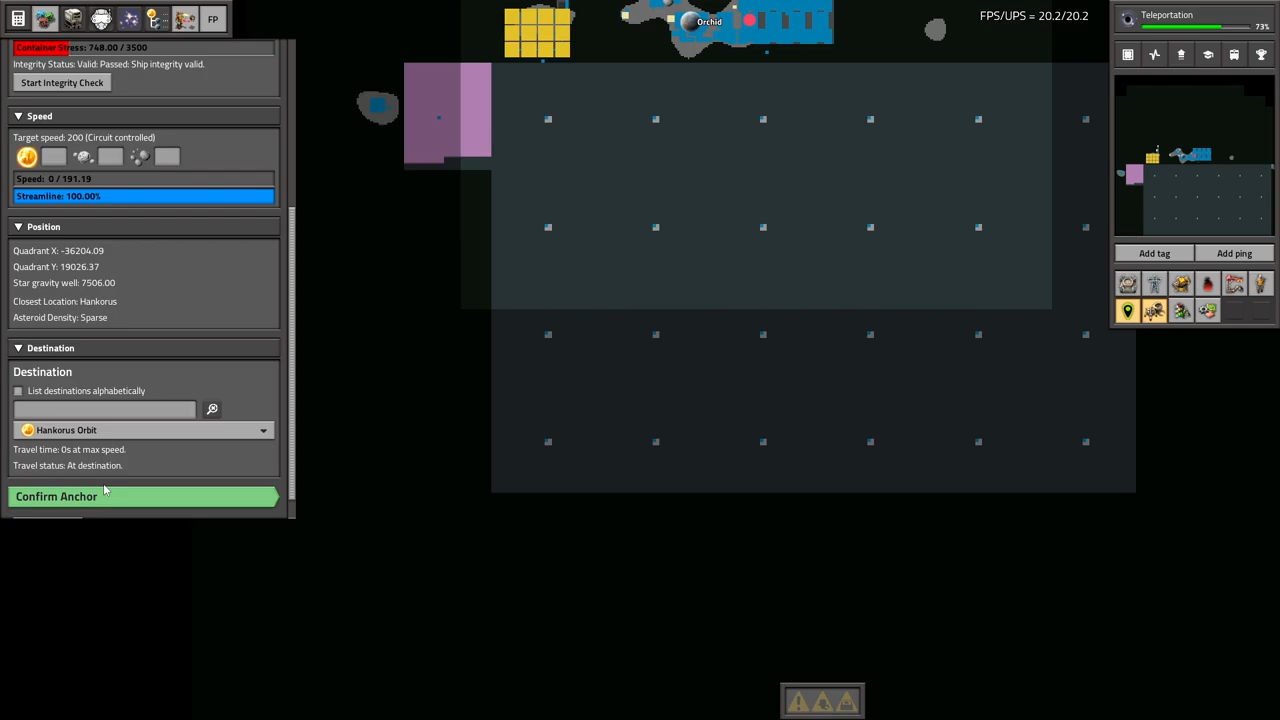 FP
Container Stress: 748.00 / 3500
Integrity Status: Valid: Passed: Ship integrity valid.
Start Integrity Check
Speed
Target speed: 200 (Circuit controlled)
Speed: 0 / 191.19
Streamline: 100.00%
Position
Quadrant X: -36204.09
Quadrant Y: 19026.37
Star gravity well: 7506.00
Closest Location: Hankorus
Asteroid Density: Sparse
Destination
Destination
List destinations alphabetically
Hankorus Orbit
Travel time: 0s at max speed.
Travel status: At destination.
Confirm Anchor
Orchid
FPS/UPS = 20.2/20.2
Teleportation
73%
Add tag
Add ping